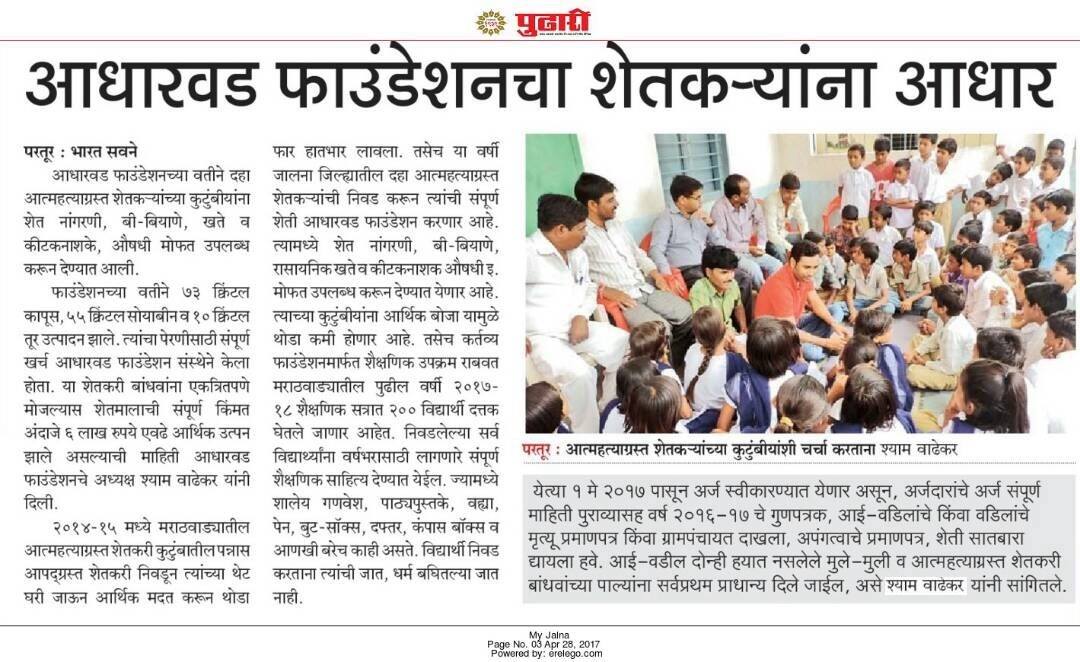 पुढारी
आधारवड फाउंडेशनचा शेतकऱ्यांना आधार
परतूर : भारत सवने
आधारवड फाउंडेशनच्या वतीने दहा
आत्महत्याग्रस्त शेतकऱ्यांच्या कुटुंबीयांना
शेत नांगरणी, बी-बियाणे, खते व
कीटकनाशके, औषधी मोफत उपलब्ध
करून देण्यात आली.
फाउंडेशनच्या वतीने ७३ क्विंटल
कापूस, ५५ क्विंटल सोयाबीन व १० क्विंटल
तूर उत्पादन झाले. त्यांचा पेरणीसाठी संपूर्ण
खर्च आधारवड फाउंडेशन संस्थेने केला
होता. या शेतकरी बांधवांना एकत्रितपणे
मोजल्यास शेतमालाची संपूर्ण किंमत
अंदाजे ६ लाख रुपये एवढे आर्थिक उत्पन
झाले असल्याची माहिती आधारवड
फाउंडेशनचे अध्यक्ष श्याम वाढेकर यांनी
दिली.
२०१४-१५ मध्ये मराठवाड्यातील
आत्महत्याग्रस्त शेतकरी कुटुंबातील पन्नास
आपद्ग्रस्त शेतकरी निवडून त्यांच्या थेट
घरी जाऊन आर्थिक मदत करून थोडा
फार हातभार लावला. तसेच या वर्षी
जालना जिल्ह्यातील दहा आत्महत्याग्रस्त
शेतकऱ्यांची निवड करून त्यांची संपूर्ण
शेती आधारवड फाउंडेशन करणार आहे.
त्यामध्ये शेत नांगरणी, बी-बियाणे,
रासायनिक खते व कीटकनाशक औषधी इ.
मोफत उपलब्ध करून देण्यात येणार आहे.
त्याच्या कुटुंबीयांना आर्थिक बोजा यामुळे
थोडा कमी होणार आहे. तसेच कर्तव्य
फाउंडेशनमार्फत शैक्षणिक उपक्रम राबवत
मराठवाड्यातील पुढील वर्षी २०१७-
१८ शैक्षणिक सत्रात २०० विद्यार्थी दत्तक
घेतले जाणार आहेत. निवडलेल्या सर्व
विद्यार्थ्यांना वर्षभरासाठी लागणारे संपूर्ण
शैक्षणिक साहित्य देण्यात येईल. ज्यामध्ये
शालेय गणवेश, पाठ्यपुस्तके, वह्या,
पेन, बुट-सॉक्स, दफ्तर, कंपास बॉक्स व
आणखी बरेच काही असते. विद्यार्थी निवड
करताना त्यांची जात, धर्म बघितल्या जात
नाही.
परतूर : आत्महत्याग्रस्त शेतकऱ्यांच्या कुटुंबीयांशी चर्चा करताना श्याम वाढेकर
येत्या १ मे २०१७ पासून अर्ज स्वीकारण्यात येणार असून, अर्जदारांचे अर्ज संपूर्ण
माहिती पुराव्यासह वर्ष २०१६-१७ चे गुणपत्रक, आई-वडिलांचे किंवा वडिलांचे
मृत्यू प्रमाणपत्र किंवा ग्रामपंचायत दाखला, अपंगत्वाचे प्रमाणपत्र, शेती सातबारा
द्यायला हवे. आई-वडील दोन्ही हयात नसलेले मुले-मुली व आत्महत्याग्रस्त शेतकरी
बांधवांच्या पाल्यांना सर्वप्रथम प्राधान्य दिले जाईल, असे श्याम वाढेकर यांनी सांगितले.
My Jalna
Page No. 03 Apr 28, 2017
Powered by: erelego.com